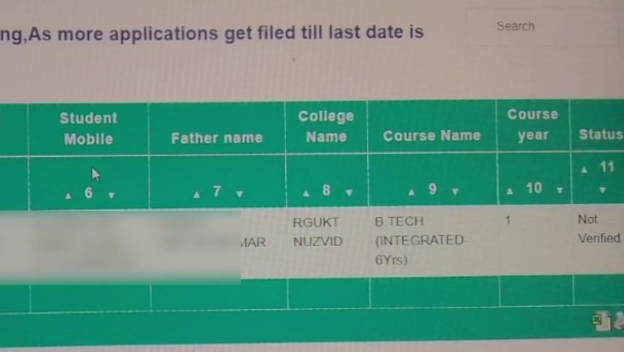 ng,As more applications get filed till last date is
Search
Student
Mobile
Father name
College
Name
Course Name
Course
year
Status
6
7
8
9
10
11
MAR
RGUKT
NUZVID
B.TECH
(INTEGRATED-
6Yrs)
1
Not
Verified